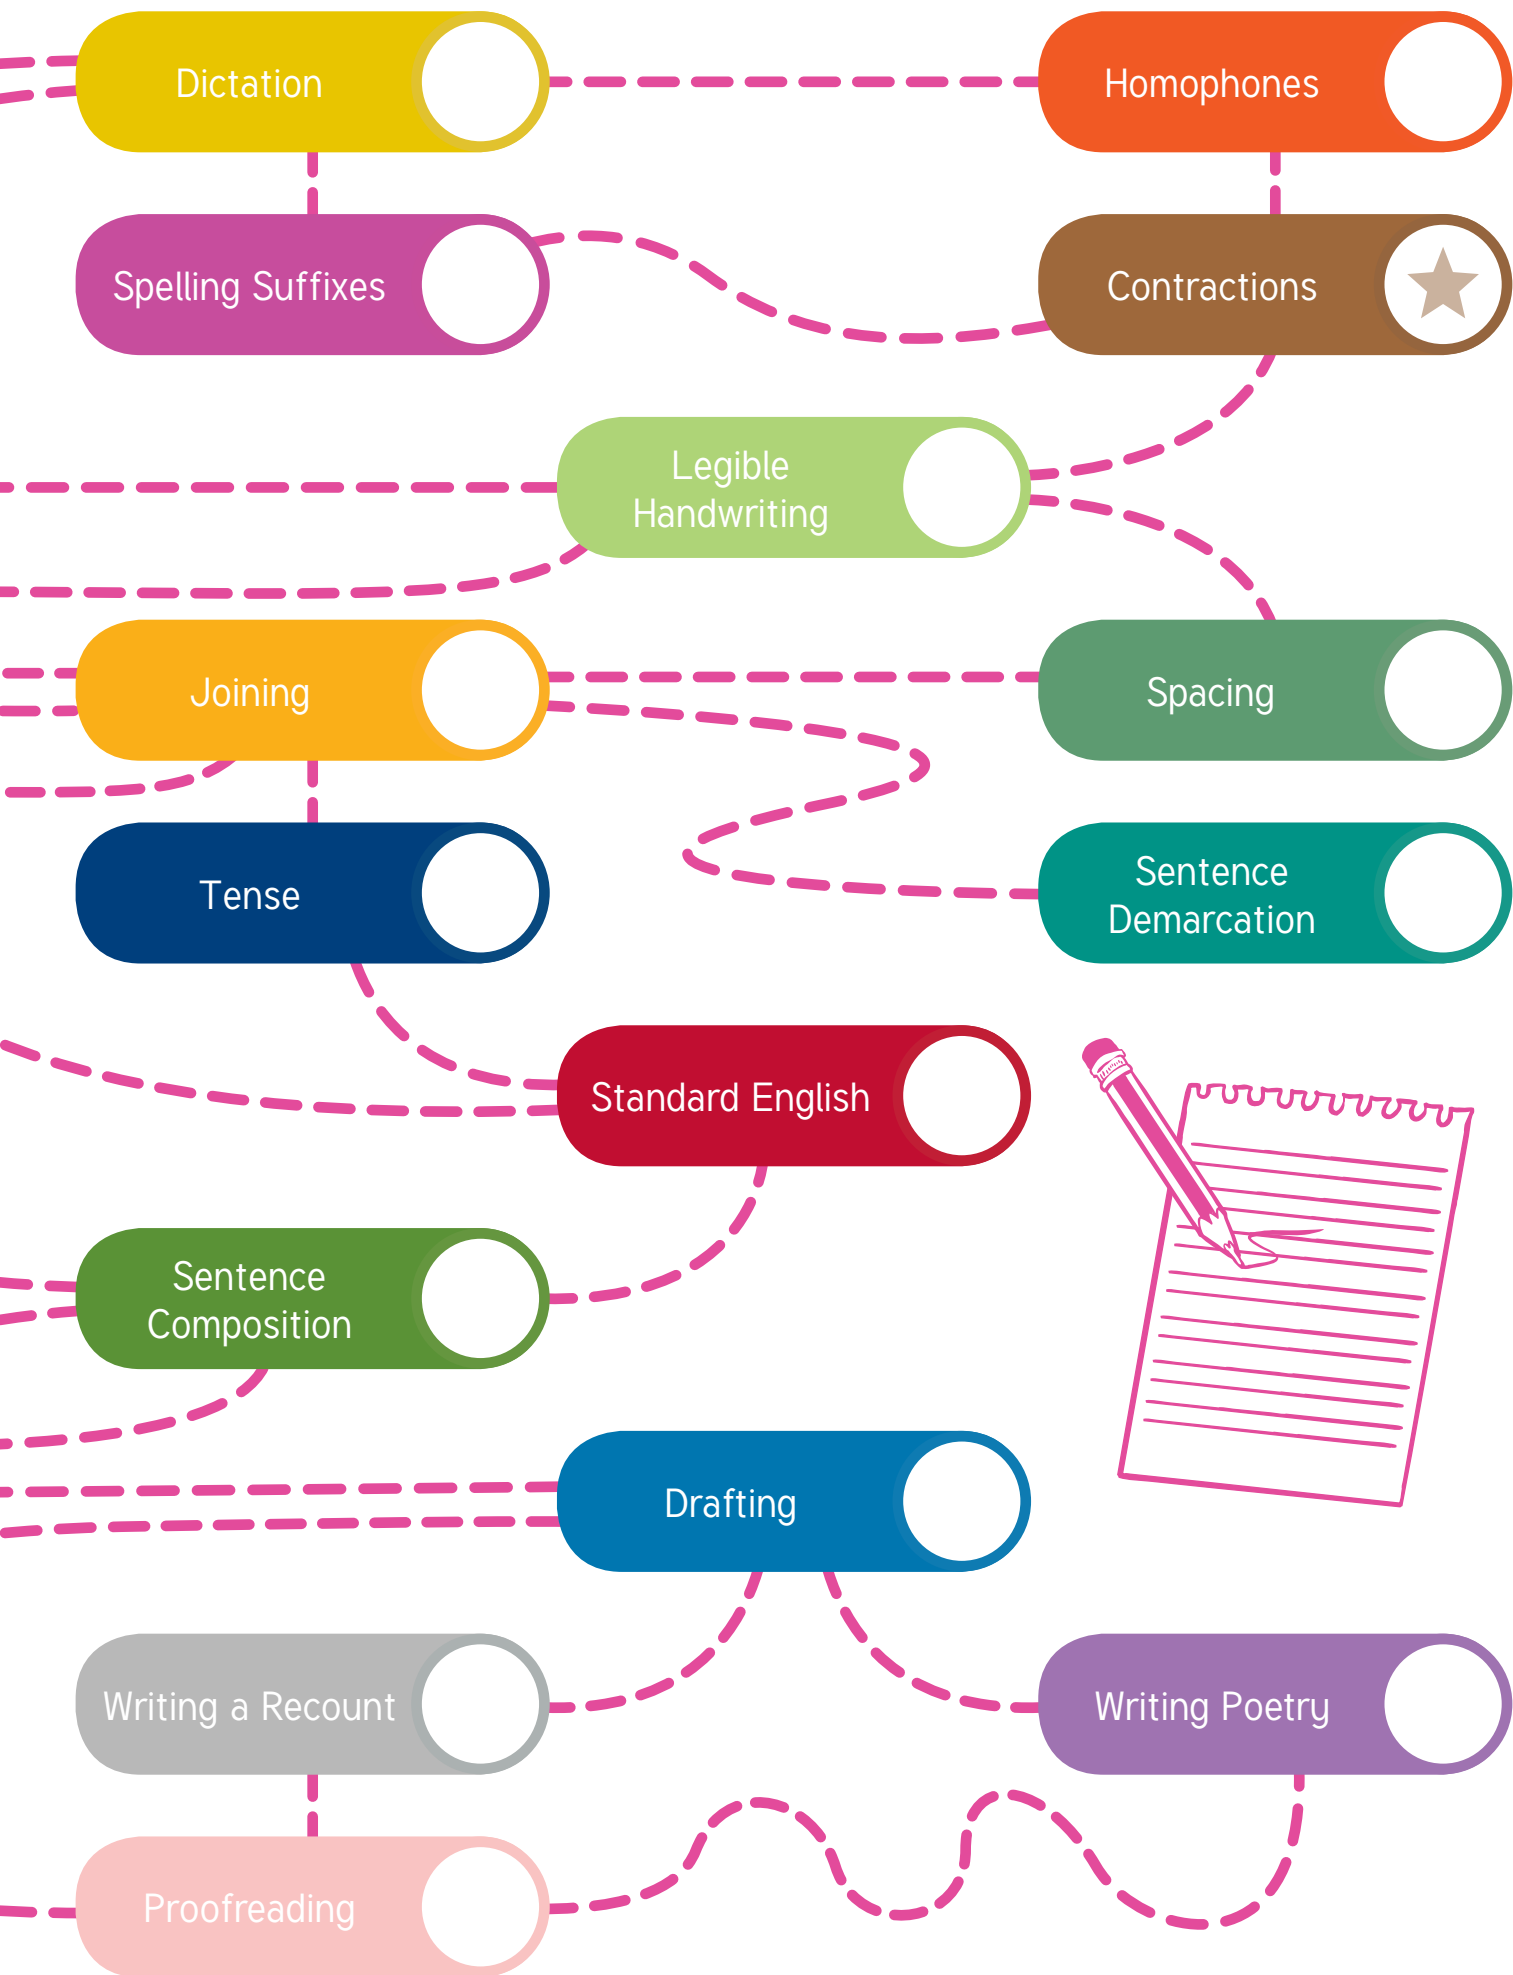 Dictation
Homophones
Spelling Suffixes
Contractions
Legible
Handwriting
Joining
Spacing
Tense
Sentence
Demarcation
Standard English
Sentence
Composition
Drafting
Writing a Recount
Writing Poetry
Proofreading